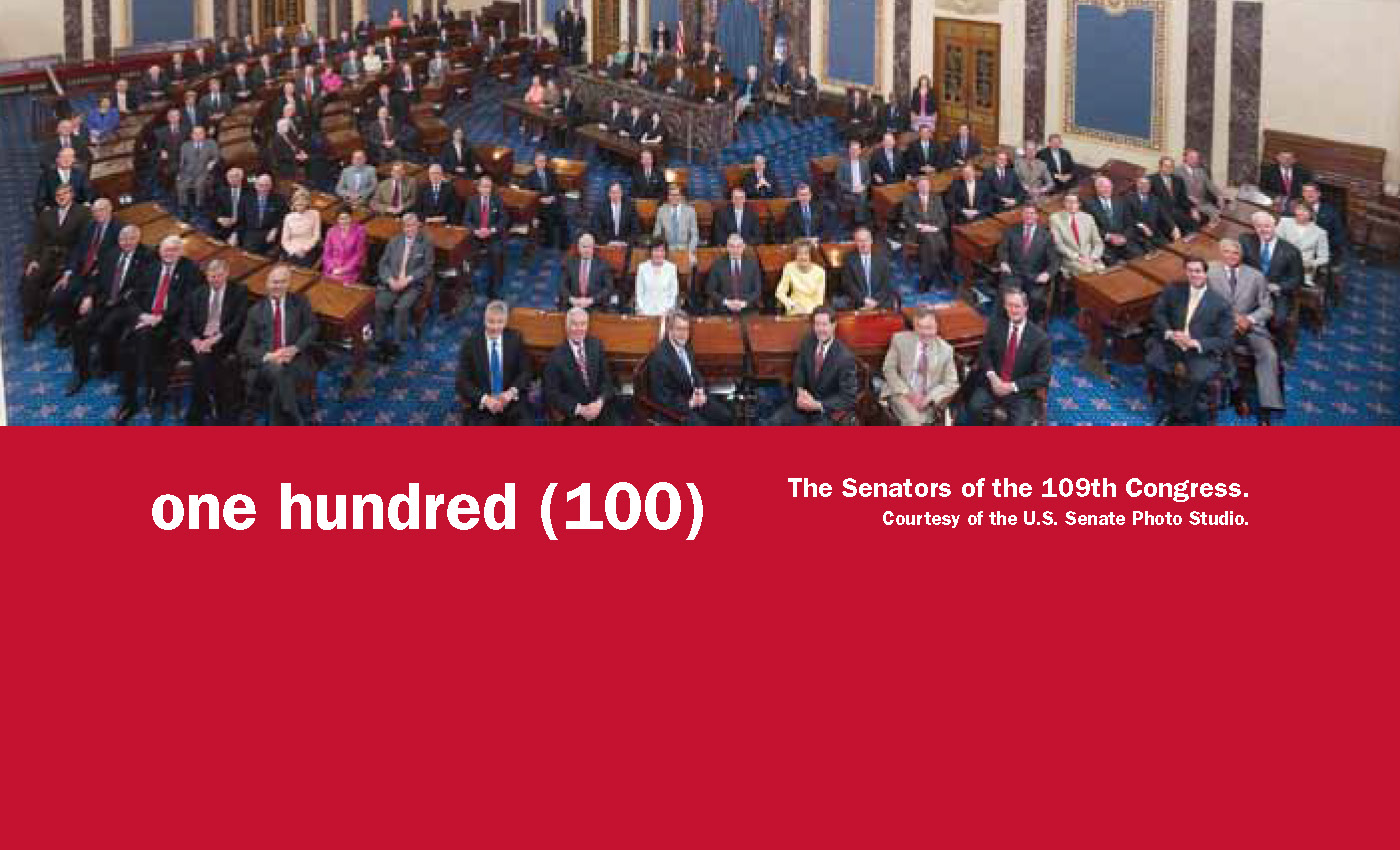 one hundred (100)
The Senators of the 109th Congress.
Courtesy of the U.S. Senate Photo Studio.